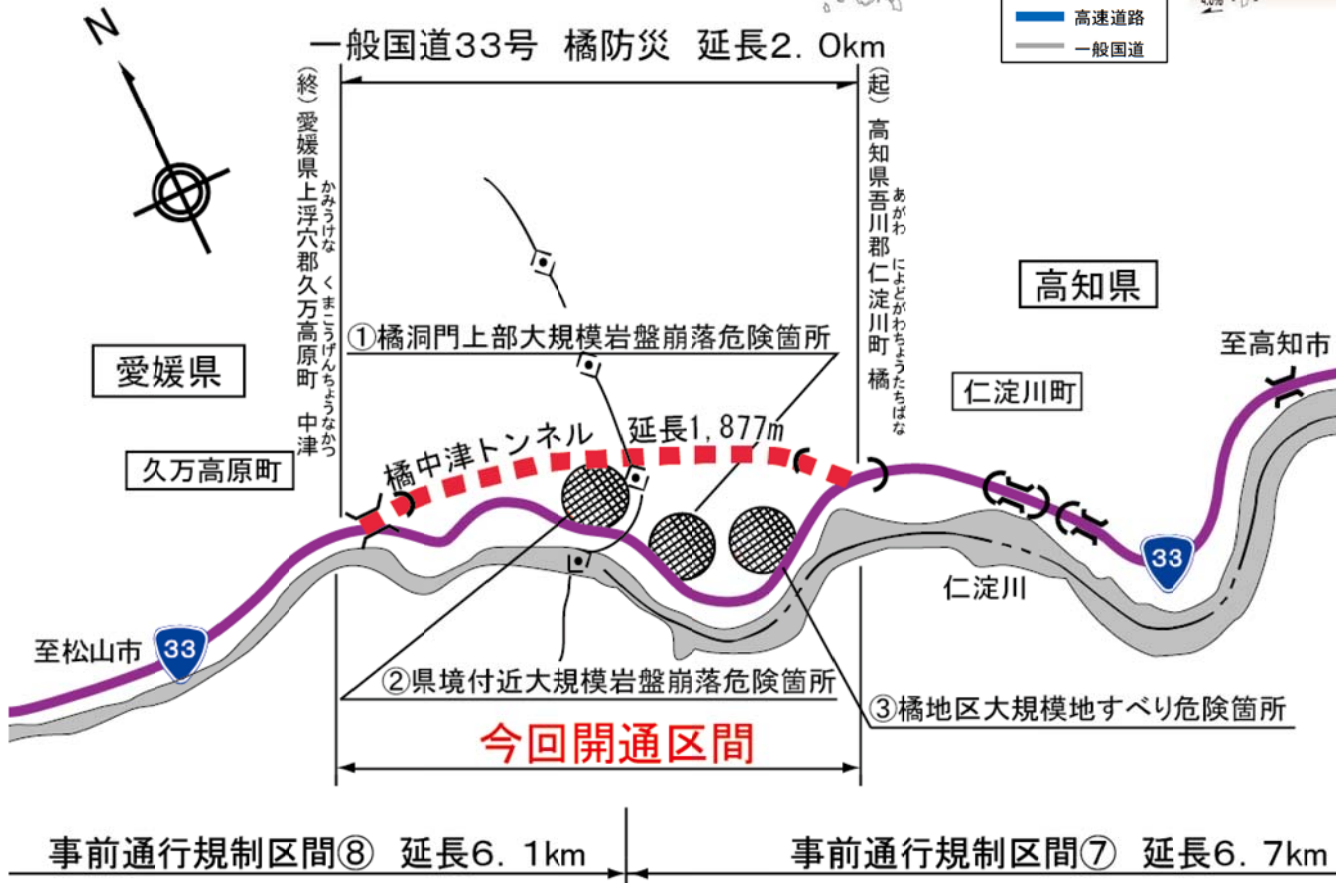 高速道路
一般国道
4.0%
N
一般国道33号 橘防災 延長2.0km
(終)愛媛県上浮穴郡久万高原町 中津
かみうけな くまこうげんちょうなかつ
(起)高知県吾川郡仁淀川町 橘
あがわ によどがわちょうたちばな
高知県
①橘洞門上部大規模岩盤崩落危険箇所
愛媛県
至高知市
仁淀川町
久万高原町
橘中津トンネル 延長1,877m
33
仁淀川
至松山市
33
②県境付近大規模岩盤崩落危険箇所
③橘地区大規模地すべり危険箇所
今回開通区間
事前通行規制区間⑧ 延長6.1km
事前通行規制区間⑦ 延長6.7km